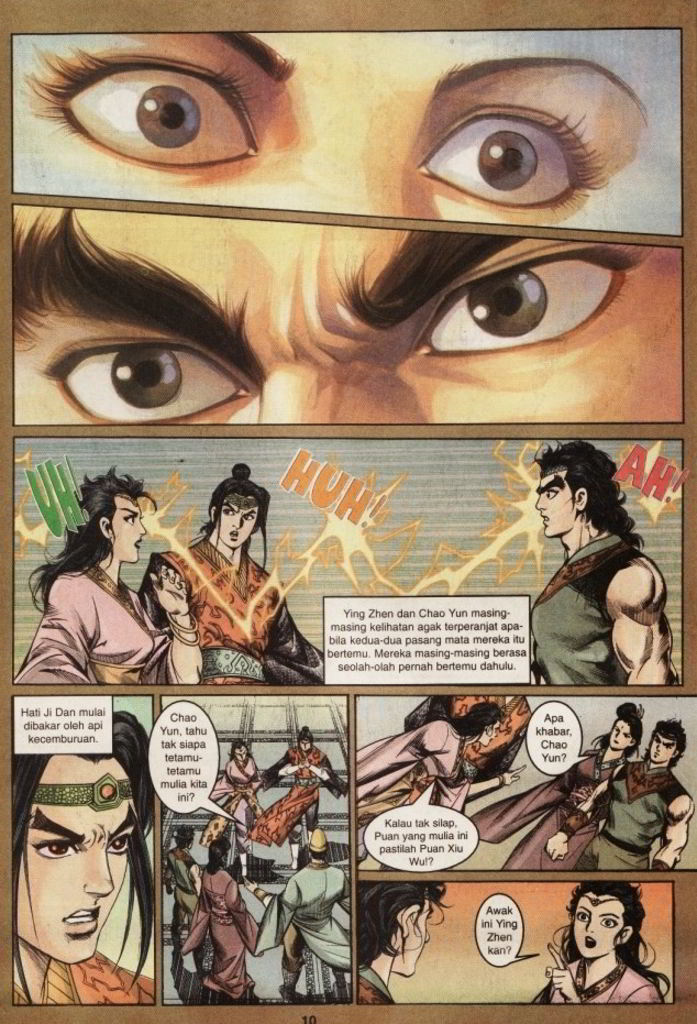 UH!
HUH!
AH!
Ying Zhen dan Chao Yun masing-
masing kelihatan agak terperanjat apa-
bila kedua-dua pasang mata mereka itu
bertemu. Mereka masing-masing berasa
seolah-olah pernah bertemu dahulu.
Hati Ji Dan mulai
dibakar oleh api
kecemburuan.
Chao
Yun, tahu
tak siapa
tetamu-
tetamu
mulia kita
ini?
Apa
khabar,
Chao
Yun?
Kalau tak silap,
Puan yang mulia ini
pastilah Puan Xiu
Wu!?
Awak
ini Ying
Zhen
kan?
10